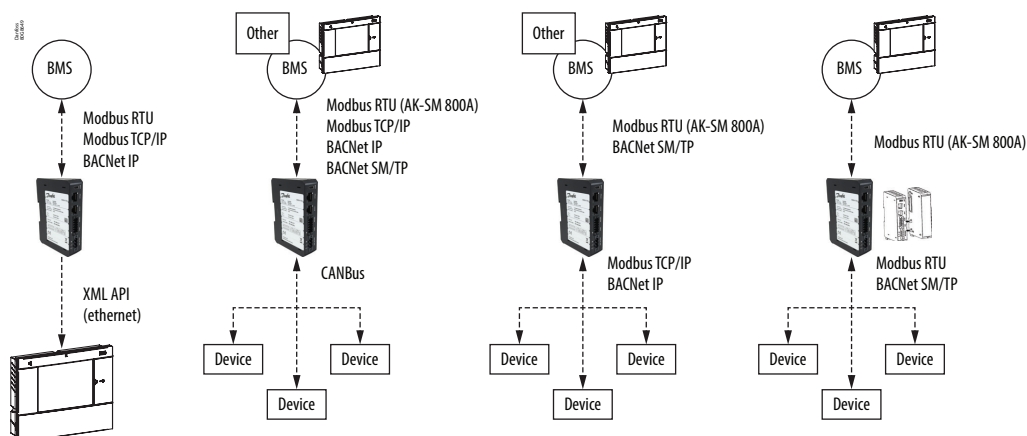 Danfoss
80G8649
BMS
Modbus RTU
Modbus TCP/IP
BACNet IP
XML API
(ethernet)
Other
BMS
Modbus RTU (AK-SM 800A)
Modbus TCP/IP
BACNet IP
BACNet SM/TP
CANBus
Device
Device
Device
Other
BMS
Modbus RTU (AK-SM 800A)
BACNet SM/TP
Modbus TCP/IP
BACNet IP
Device
Device
Device
BMS
Modbus RTU (AK-SM 800A)
Modbus RTU
BACNet SM/TP
Device
Device
Device